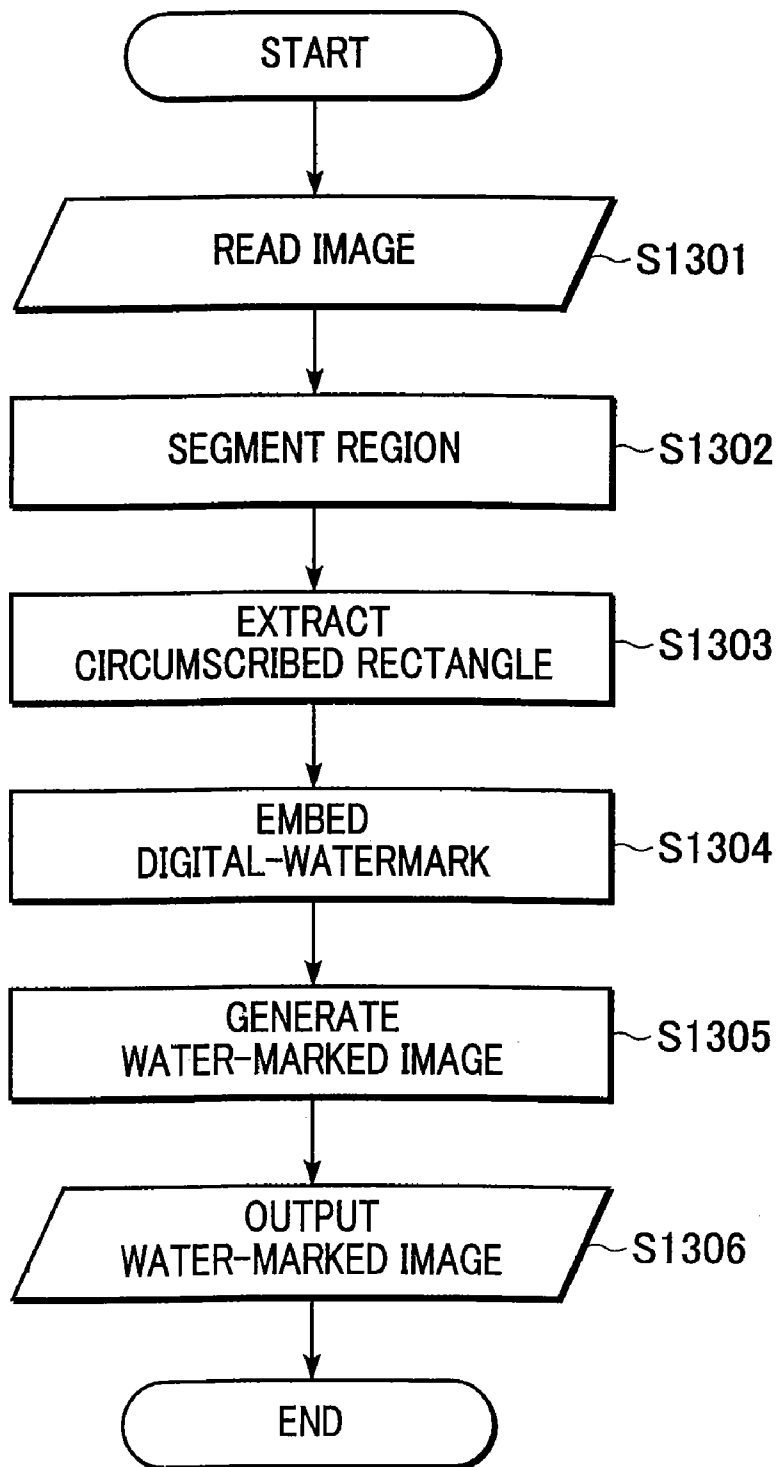 START
READ IMAGE
S1301
SEGMENT REGION
S1302
EXTRACT
CIRCUMSCRIBED RECTANGLE
S1303
EMBED
DIGITAL-WATERMARK
S1304
GENERATE
WATER-MARKED IMAGE
S1305
OUTPUT
WATER-MARKED IMAGE
S1306
END